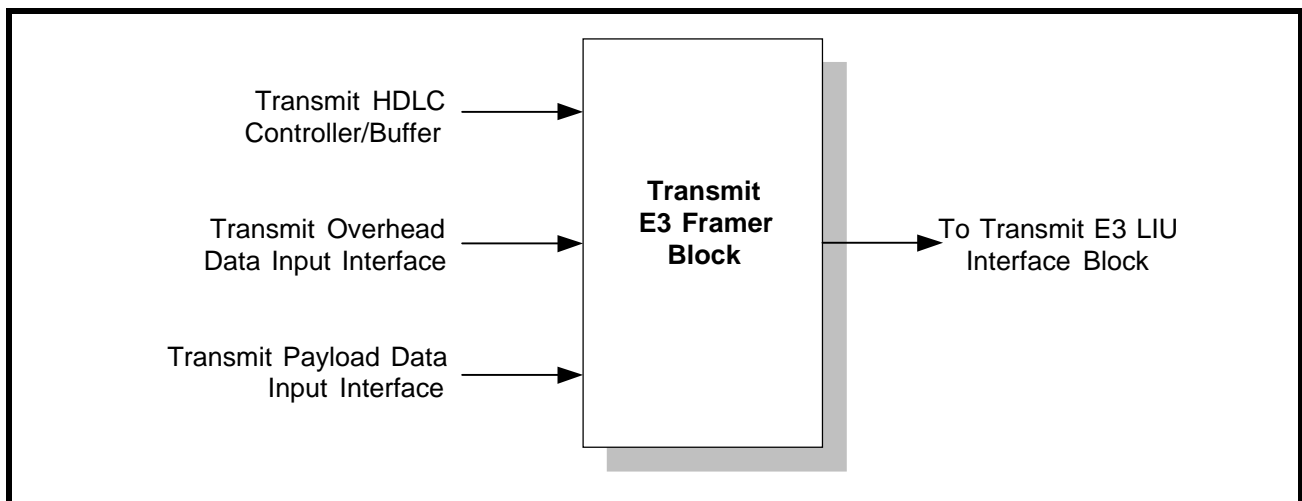 Transmit HDLC
Controller/Buffer
Transmit Overhead
Data Input Interface
Transmit Payload Data
Input Interface
Transmit
E3 Framer
Block
To Transmit E3 LIU
Interface Block